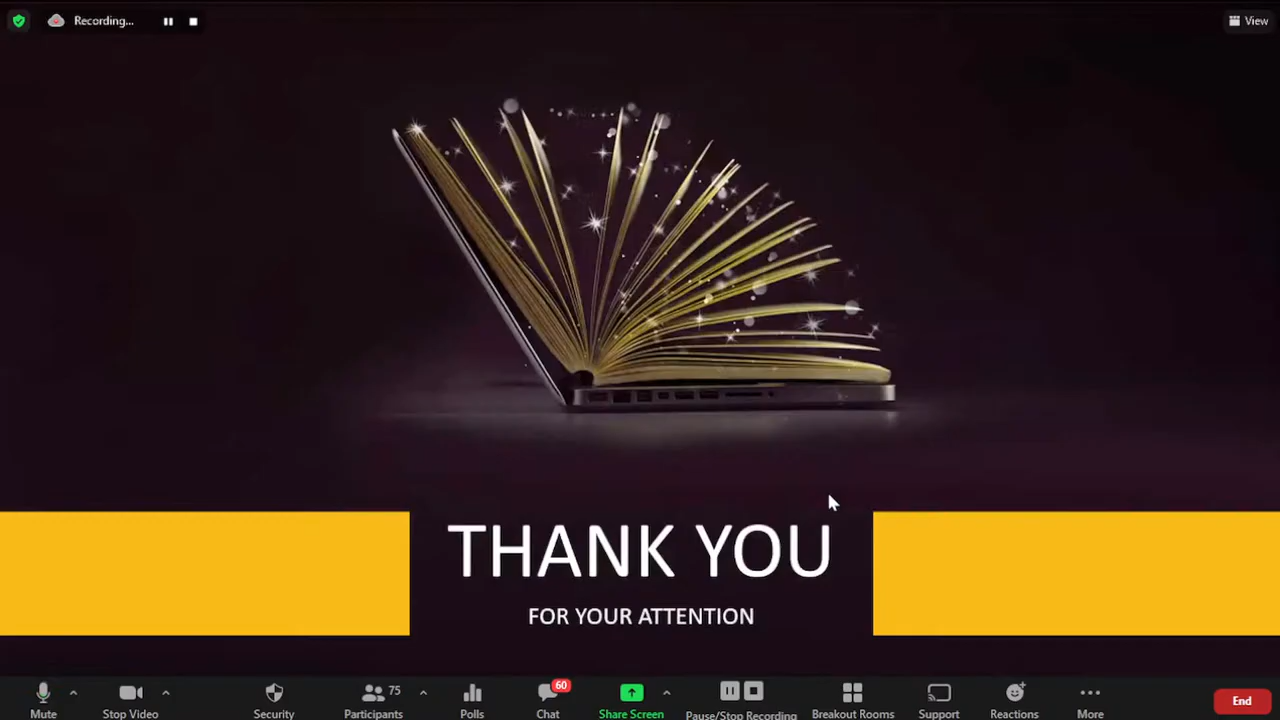 Recording...
View
THANK YOU
FOR YOUR ATTENTION
75
60
Mute
Stop Video
Security
Participants
Polls
Chat
Share Screen
Pause/Stop Recording
Breakout Rooms
Support
Reactions
More
End